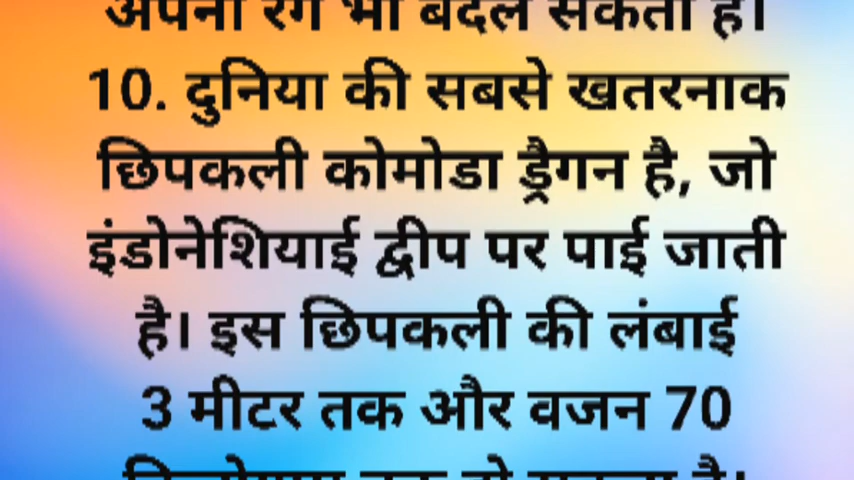 अपना रंग भी बदल सकता है।
10. दुनिया की सबसे खतरनाक
छिपकली कोमोडा ड्रैगन है, जो
इंडोनेशियाई द्वीप पर पाई जाती
है। इस छिपकली की लंबाई
3 मीटर तक और वजन 70